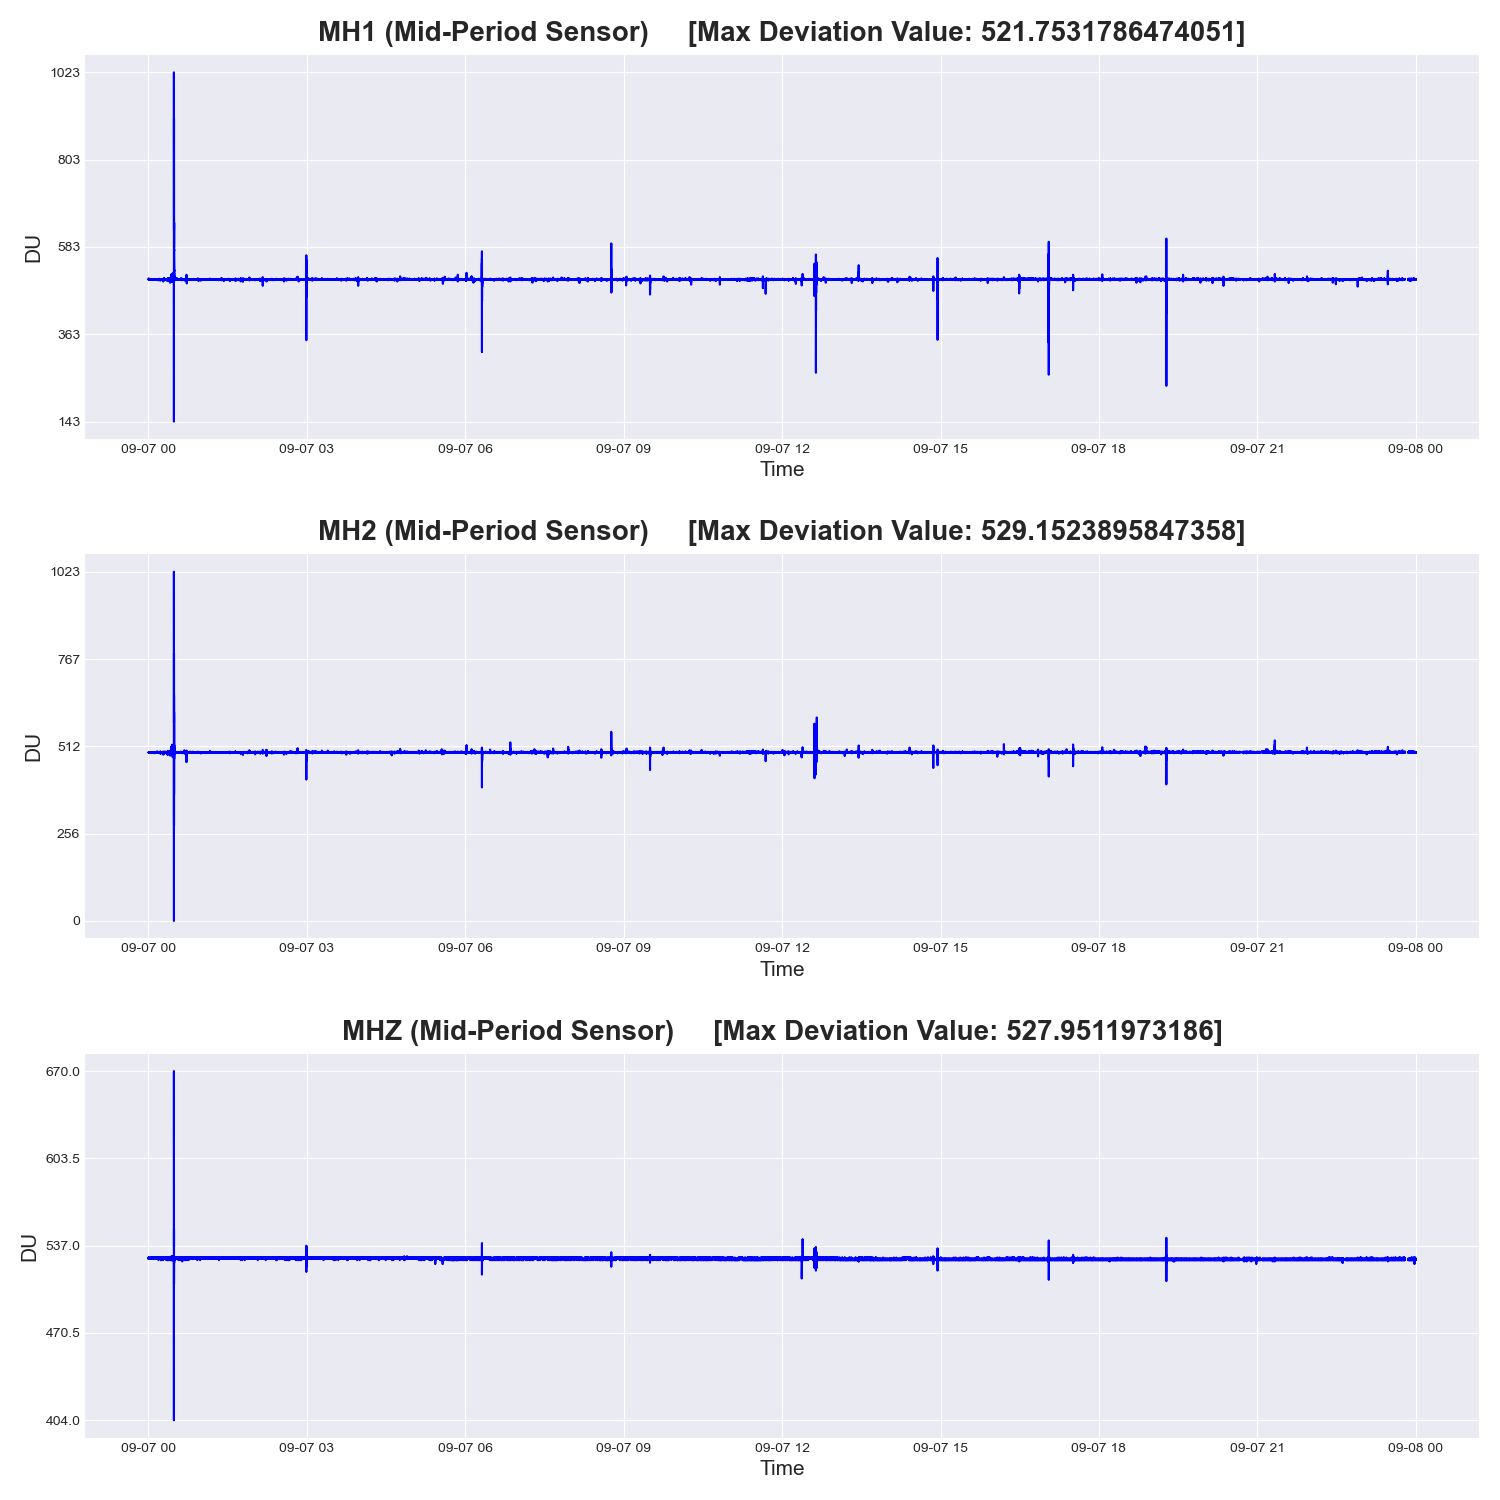 MH1 (Mid-Period Sensor) [Max Deviation Value: 521.7531786474051]
1023
803
583
363
143
DU
09-07 00 09-07 03 09-07 06 09-07 09 09-07 12 09-07 15 09-07 18 09-07 21 09-08 00
Time
MH2 (Mid-Period Sensor) [Max Deviation Value: 529.1523895847358]
1023
767
512
256
0
DU
09-07 00 09-07 03 09-07 06 09-07 09 09-07 12 09-07 15 09-07 18 09-07 21 09-08 00
Time
MHZ (Mid-Period Sensor) [Max Deviation Value: 527.9511973186]
670.0
603.5
537.0
470.5
404.0
DU
09-07 00 09-07 03 09-07 06 09-07 09 09-07 12 09-07 15 09-07 18 09-07 21 09-08 00
Time